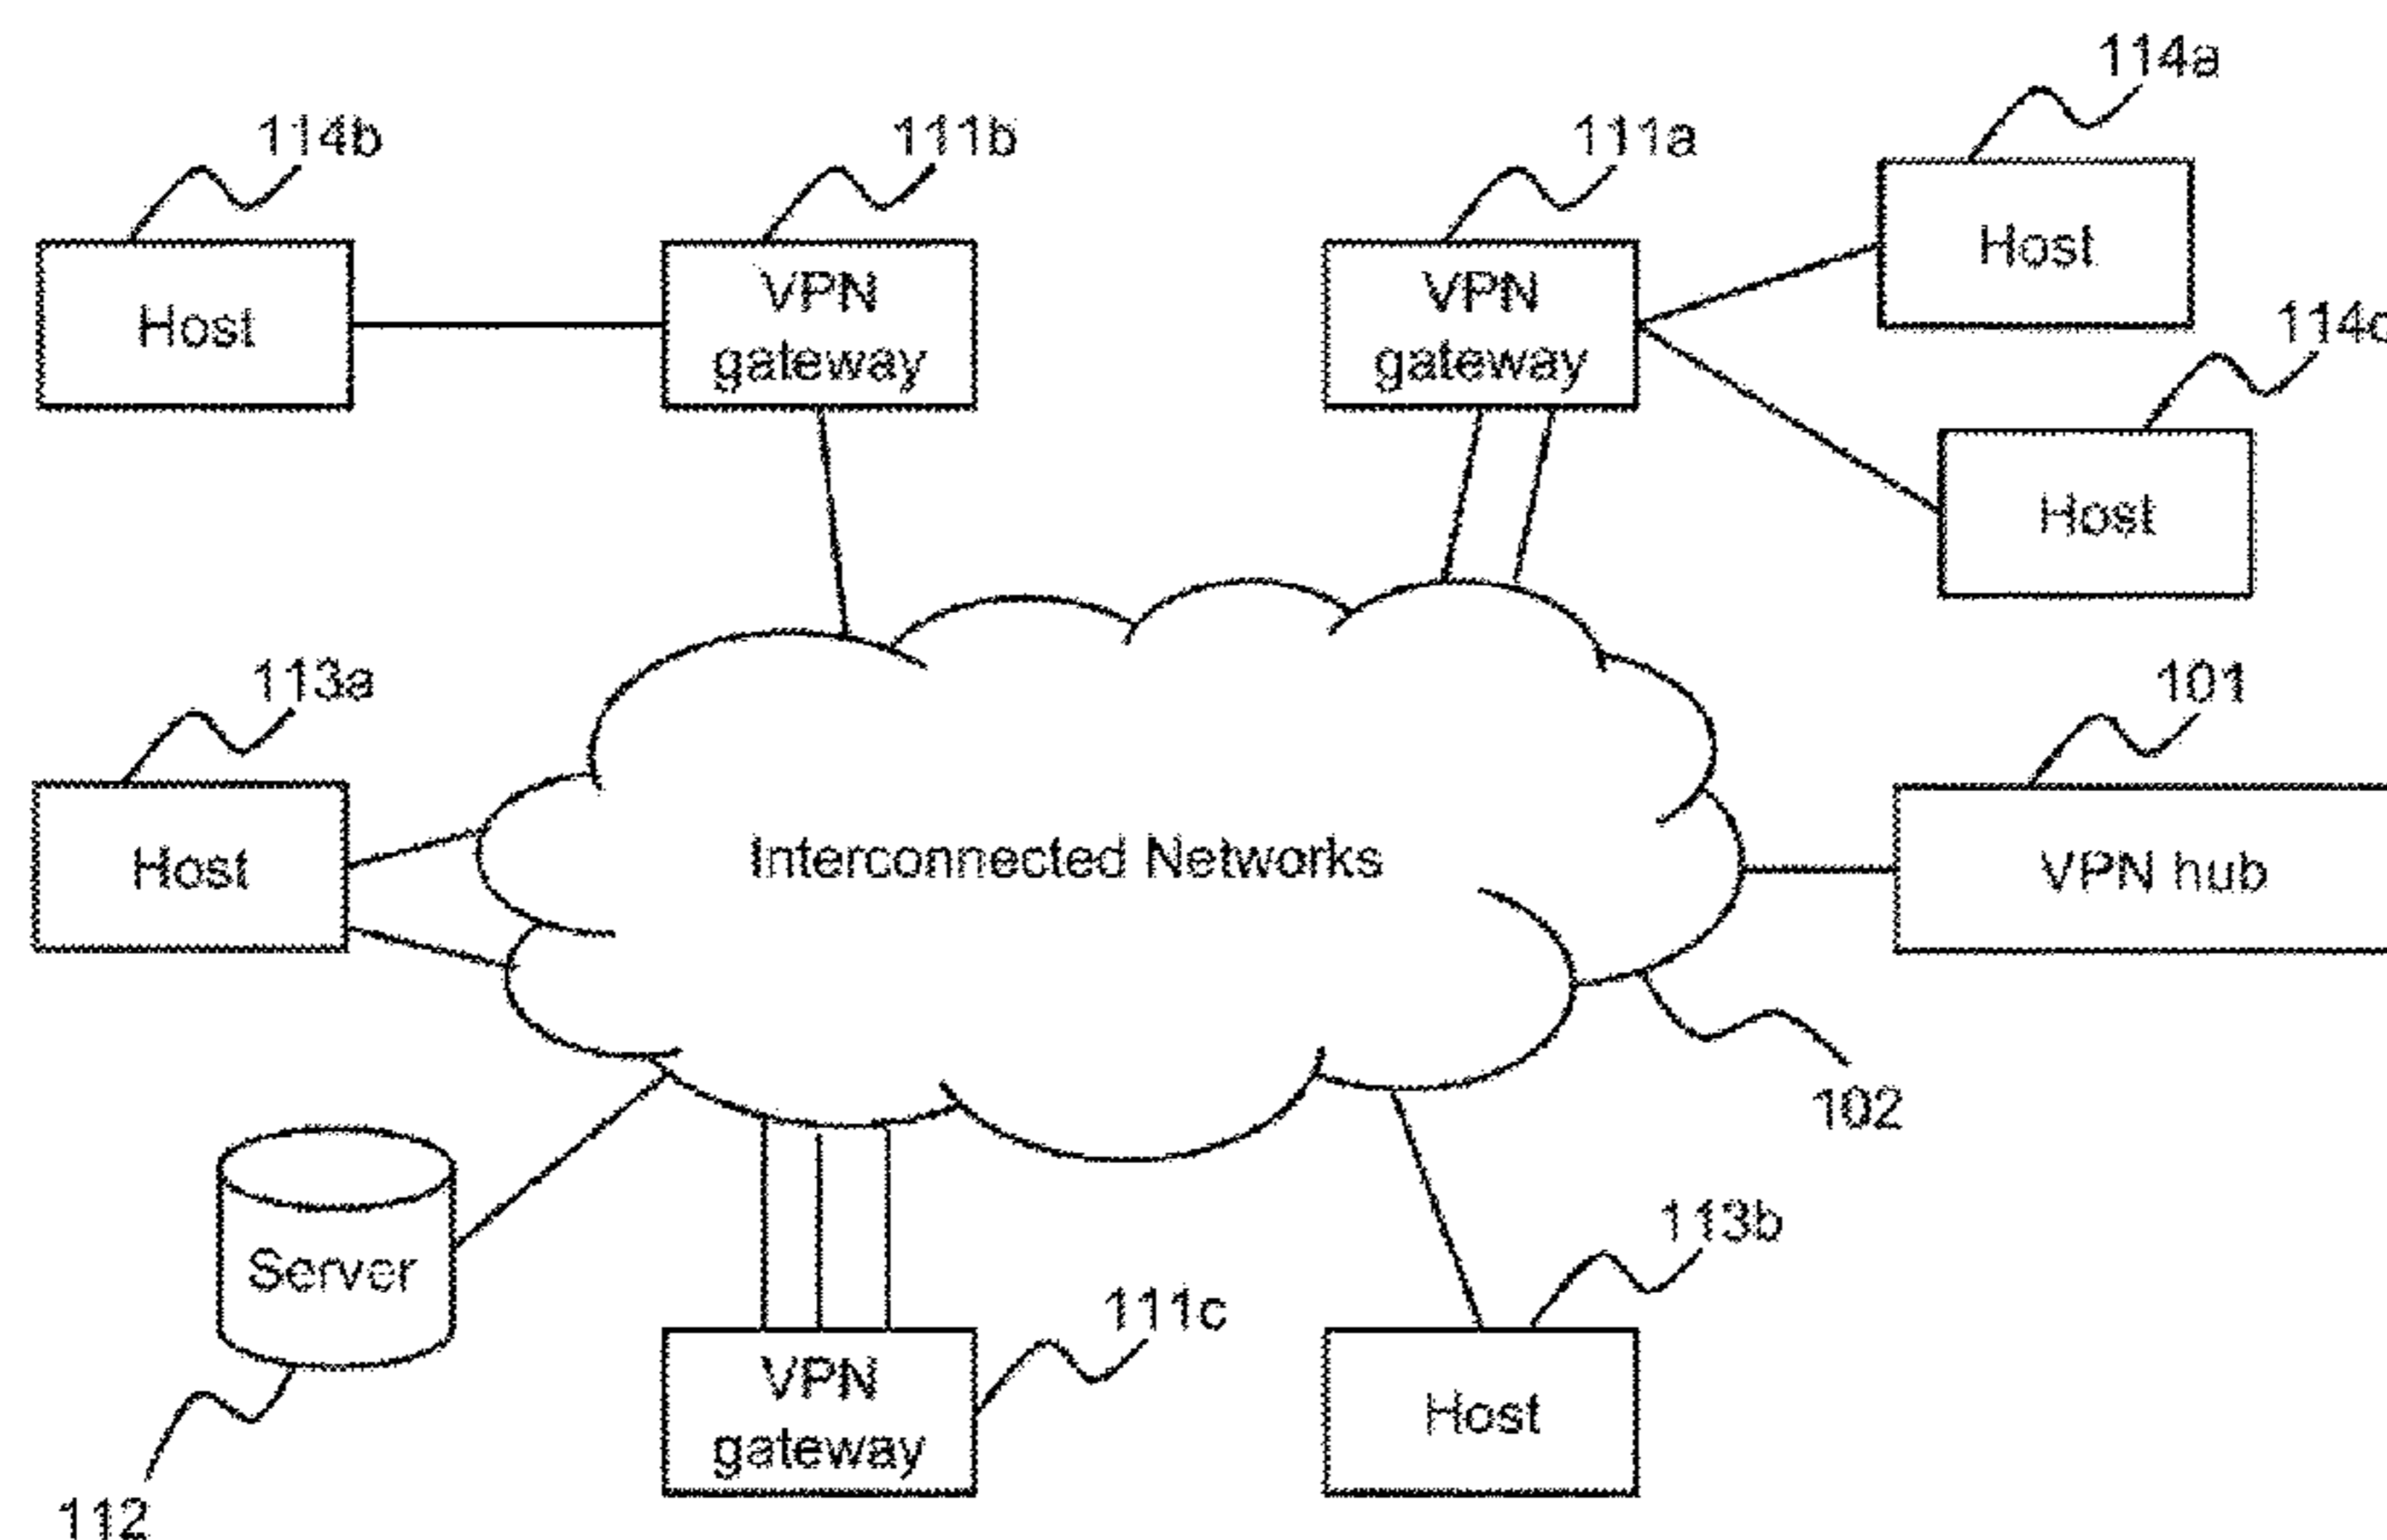 114a
114b
111b
111a
Host
VPN
gateway
VPN
gateway
Host
Host
113a
101
Host
Interconnected Networks
VPN hub
102
113b
Server
111c
VPN
gateway
Host
112